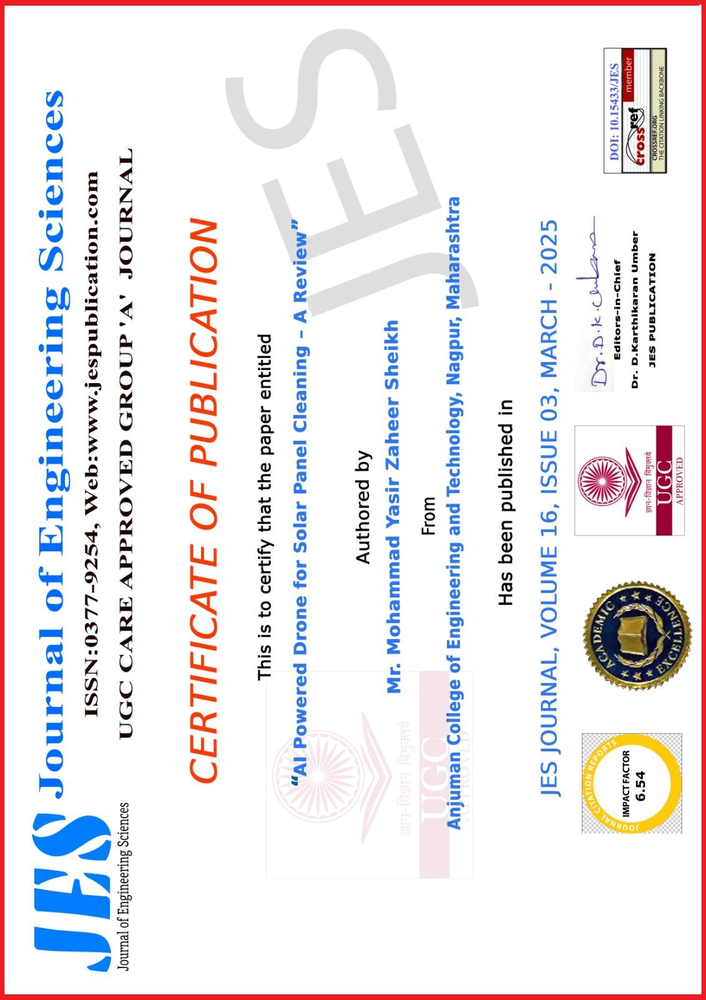 JES
Journal of Engineering Sciences
Journal of Engineering Sciences
ISSN:0377-9254, Web:www.jespublication.com
UGC CARE APPROVED GROUP 'A' JOURNAL
CERTIFICATE OF PUBLICATION
This is to certify that the paper entitled
“AI Powered Drone for Solar Panel Cleaning – A Review”
Authored by
Mr. Mohammad Yasir Zaheer Sheikh
From
Anjuman College of Engineering and Technology, Nagpur, Maharashtra
Has been published in
JES JOURNAL, VOLUME 16, ISSUE 03, MARCH - 2025
JES
ज्ञान-विज्ञान विमुक्तये
UGC
APPROVED
JOURNAL CITATION REPORTS
IMPACT FACTOR
6.54
ACADEMIC
EXCELLENCE
ज्ञान-विज्ञान विमुक्तये
UGC
APPROVED
Dr. D. K. Chukans
Editors-in-Chief
Dr. D.Karthikaran Umber
JES PUBLICATION
DOI: 10.15433/JES
crossref
member
CROSSREF.ORG
THE CITATION LINKING BACKBONE